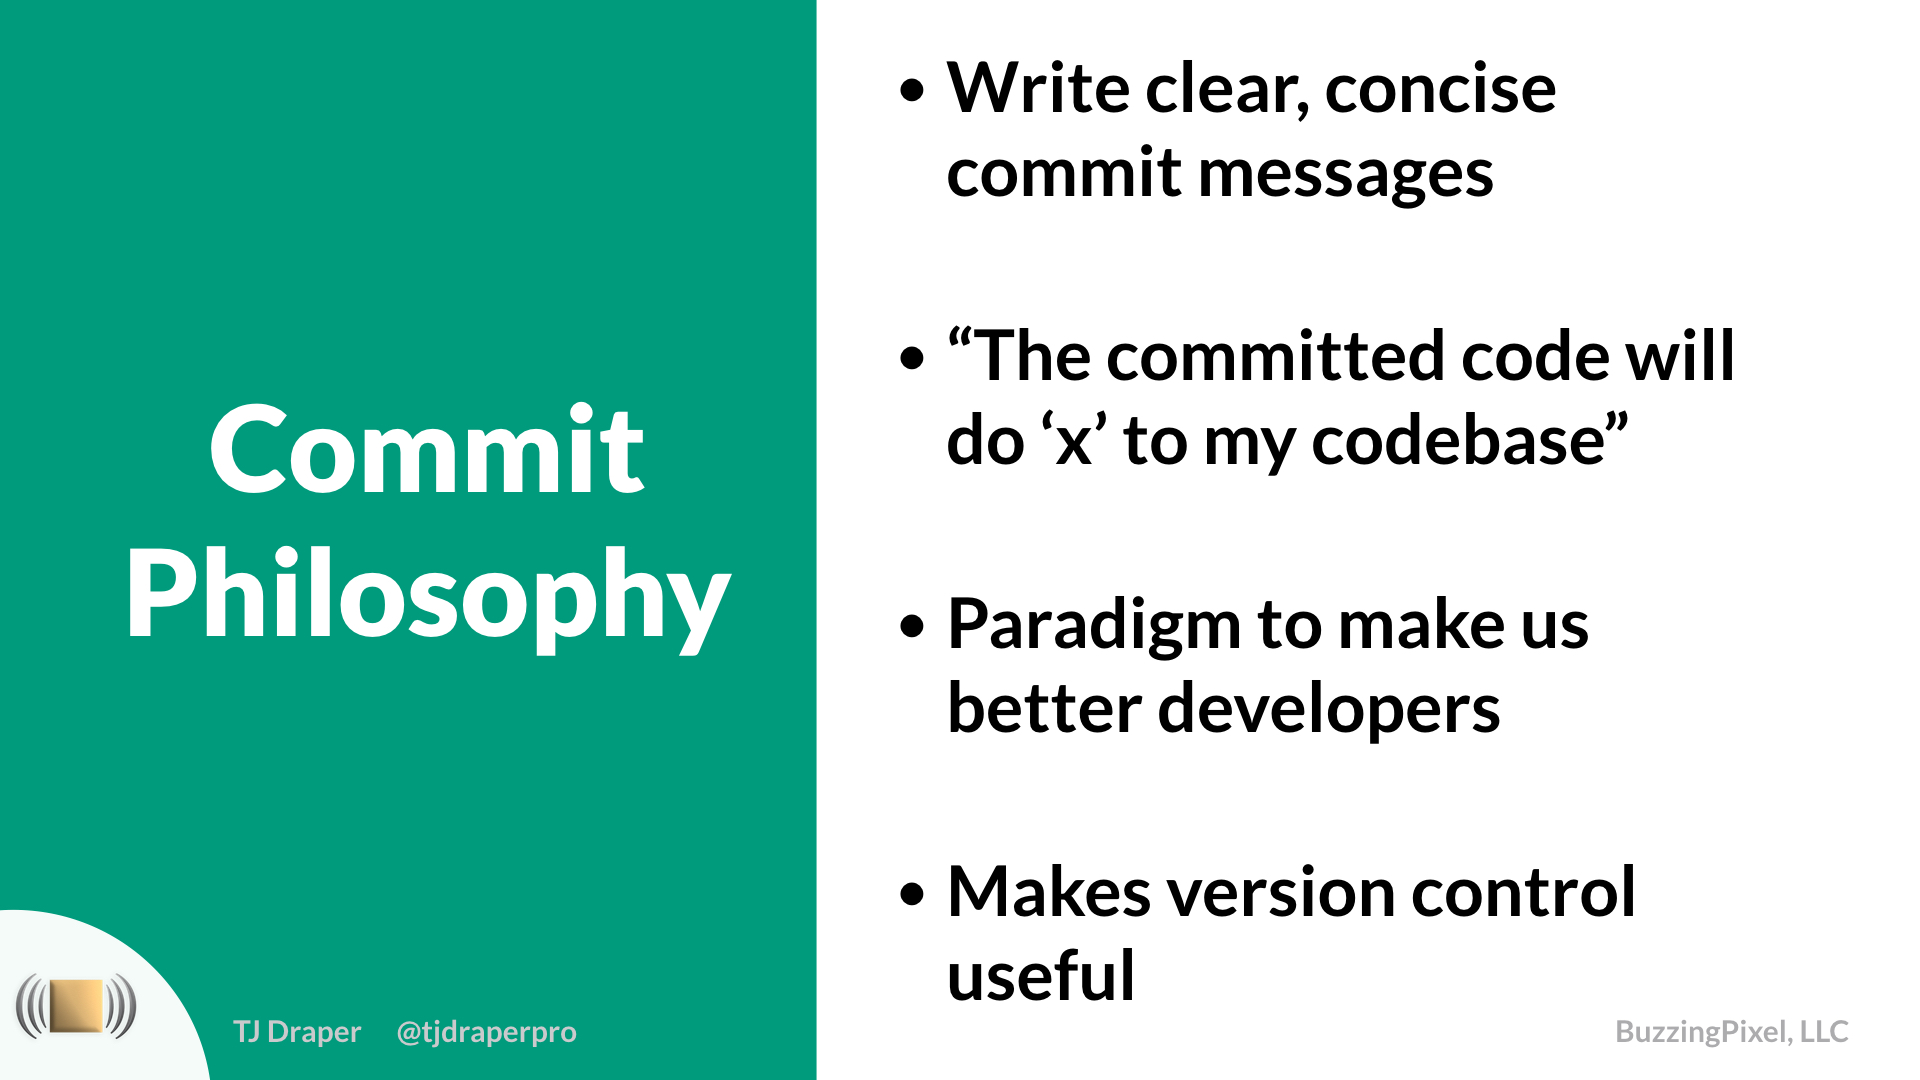 Commit
Philosophy
• Write clear, concise
commit messages
• “The committed code will
do ‘x’ to my codebase”
• Paradigm to make us
better developers
• Makes version control
useful
TJ Draper @tjdraperpro
BuzzingPixel, LLC